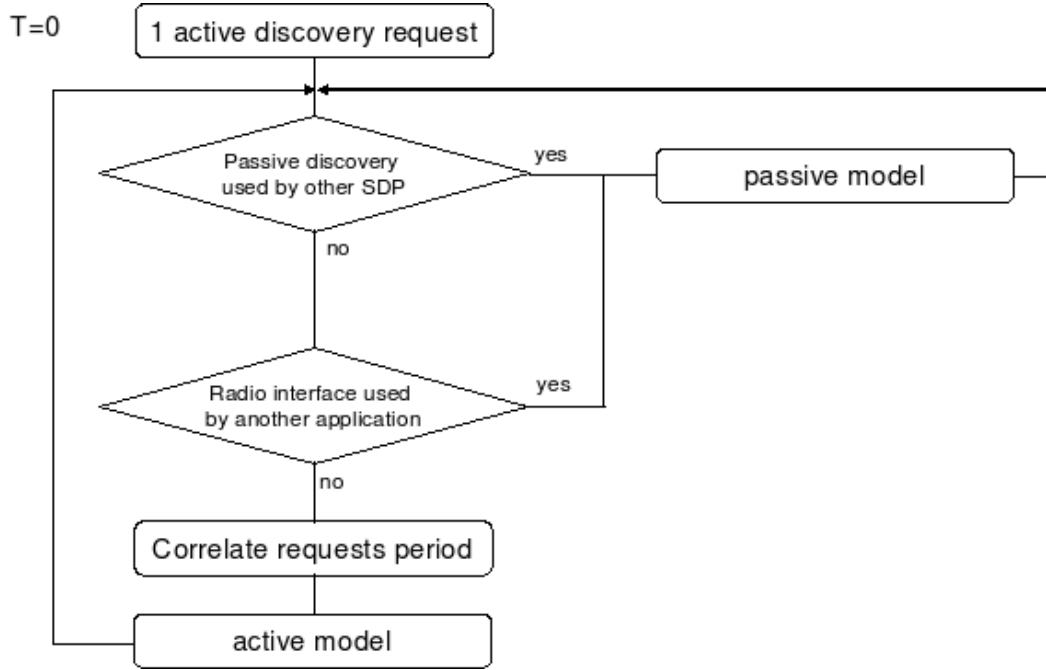 T=0
1 active discovery request
Passive discovery
used by other SDP
yes
passive model
no
Radio interface used
by another application
yes
no
Correlate requests period
active model